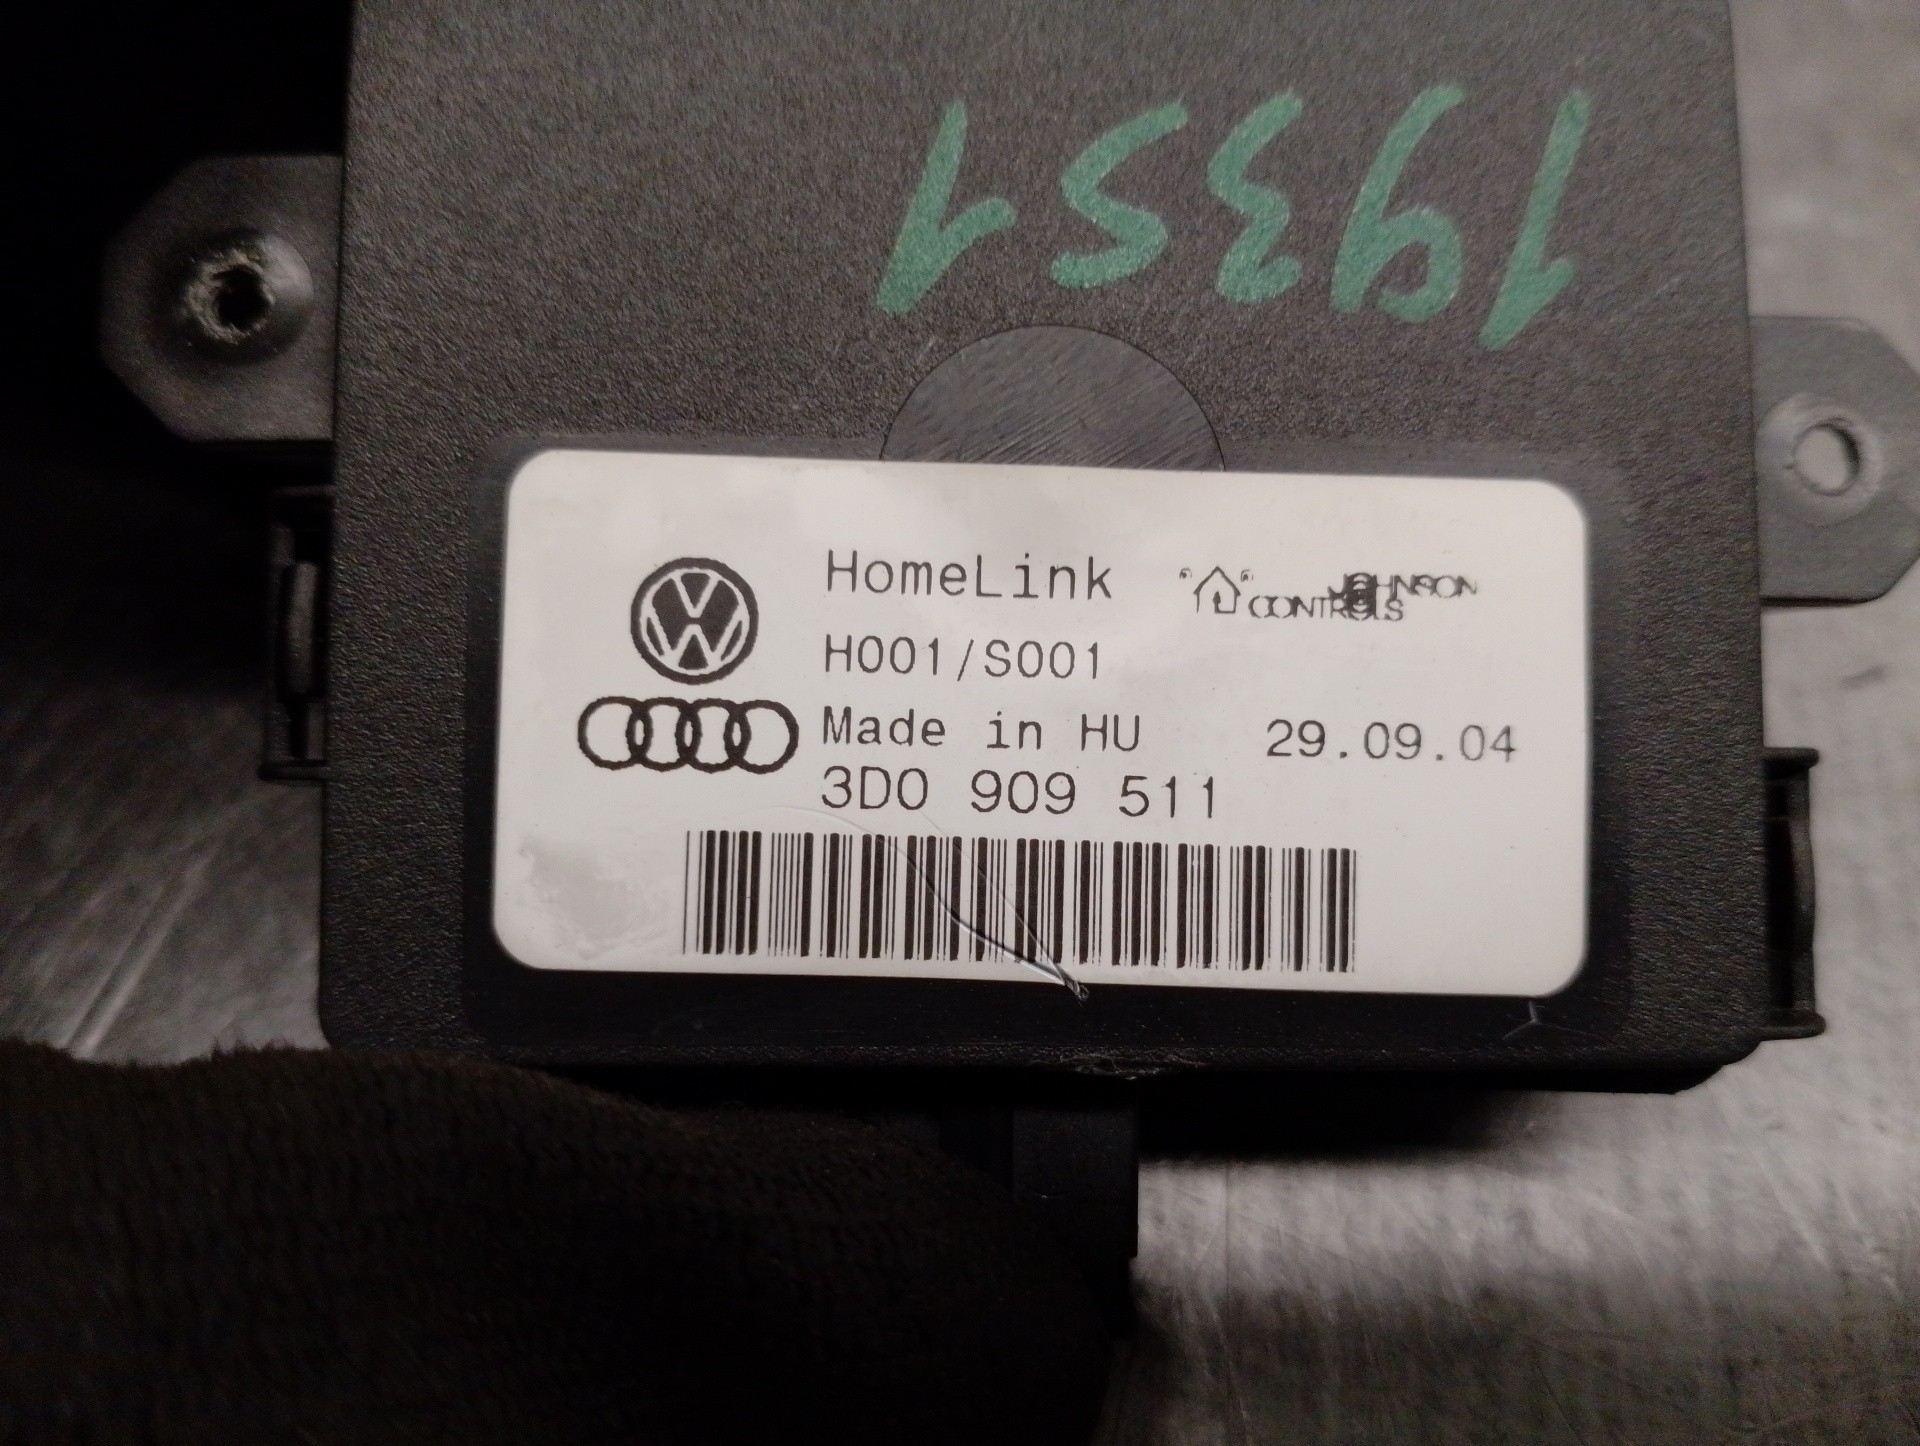 19351
HomeLink
JOHNSON
CONTROLS
H001/S001
Made in HU 29.09.04
3D0 909 511